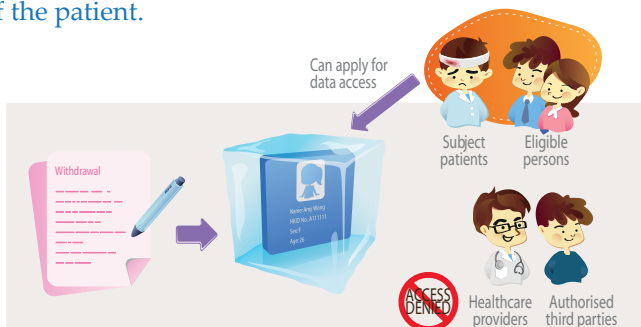 f the patient.
Can apply for
data access
Subject
patients
Eligible
persons
Withdrawal
Name: Amy Wong
HKID No: A111111
Sex: F
Age: 26
ACCESS
DENIED
Healthcare
providers
Authorised
third parties